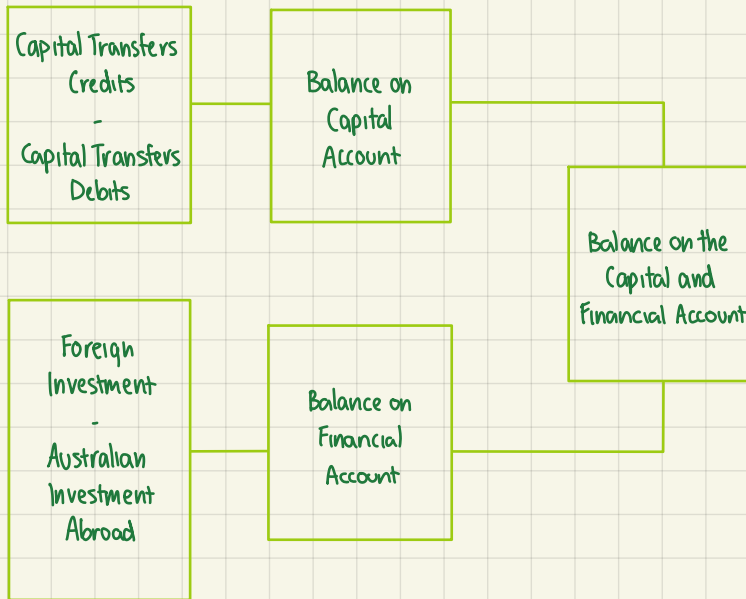 Capital Transfers
Credits
-
Capital Transfers
Debits
Balance on
Capital
Account
Balance on the
Capital and
Financial Account
Foreign
Investment
-
Australian
Investment
Abroad
Balance on
Financial
Account